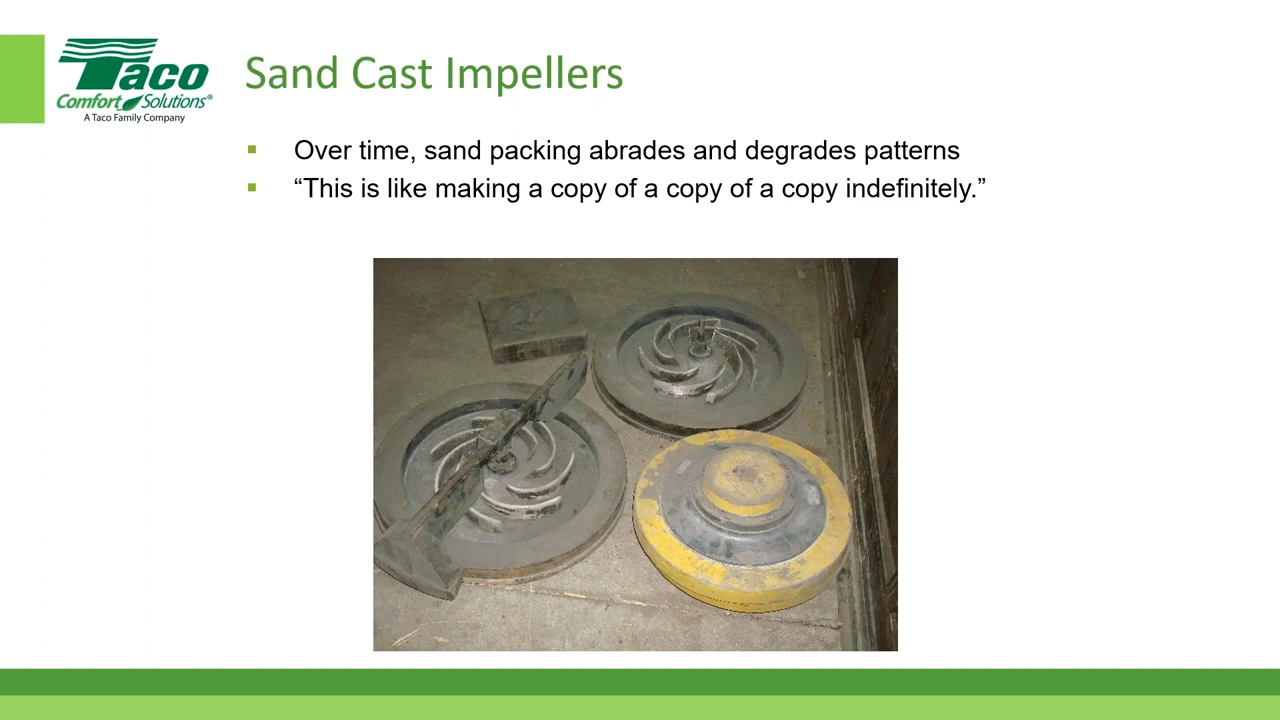 Taco
Comfort Solutions®
A Taco Family Company
Sand Cast Impellers
▪ Over time, sand packing abrades and degrades patterns
▪ “This is like making a copy of a copy of a copy indefinitely.”